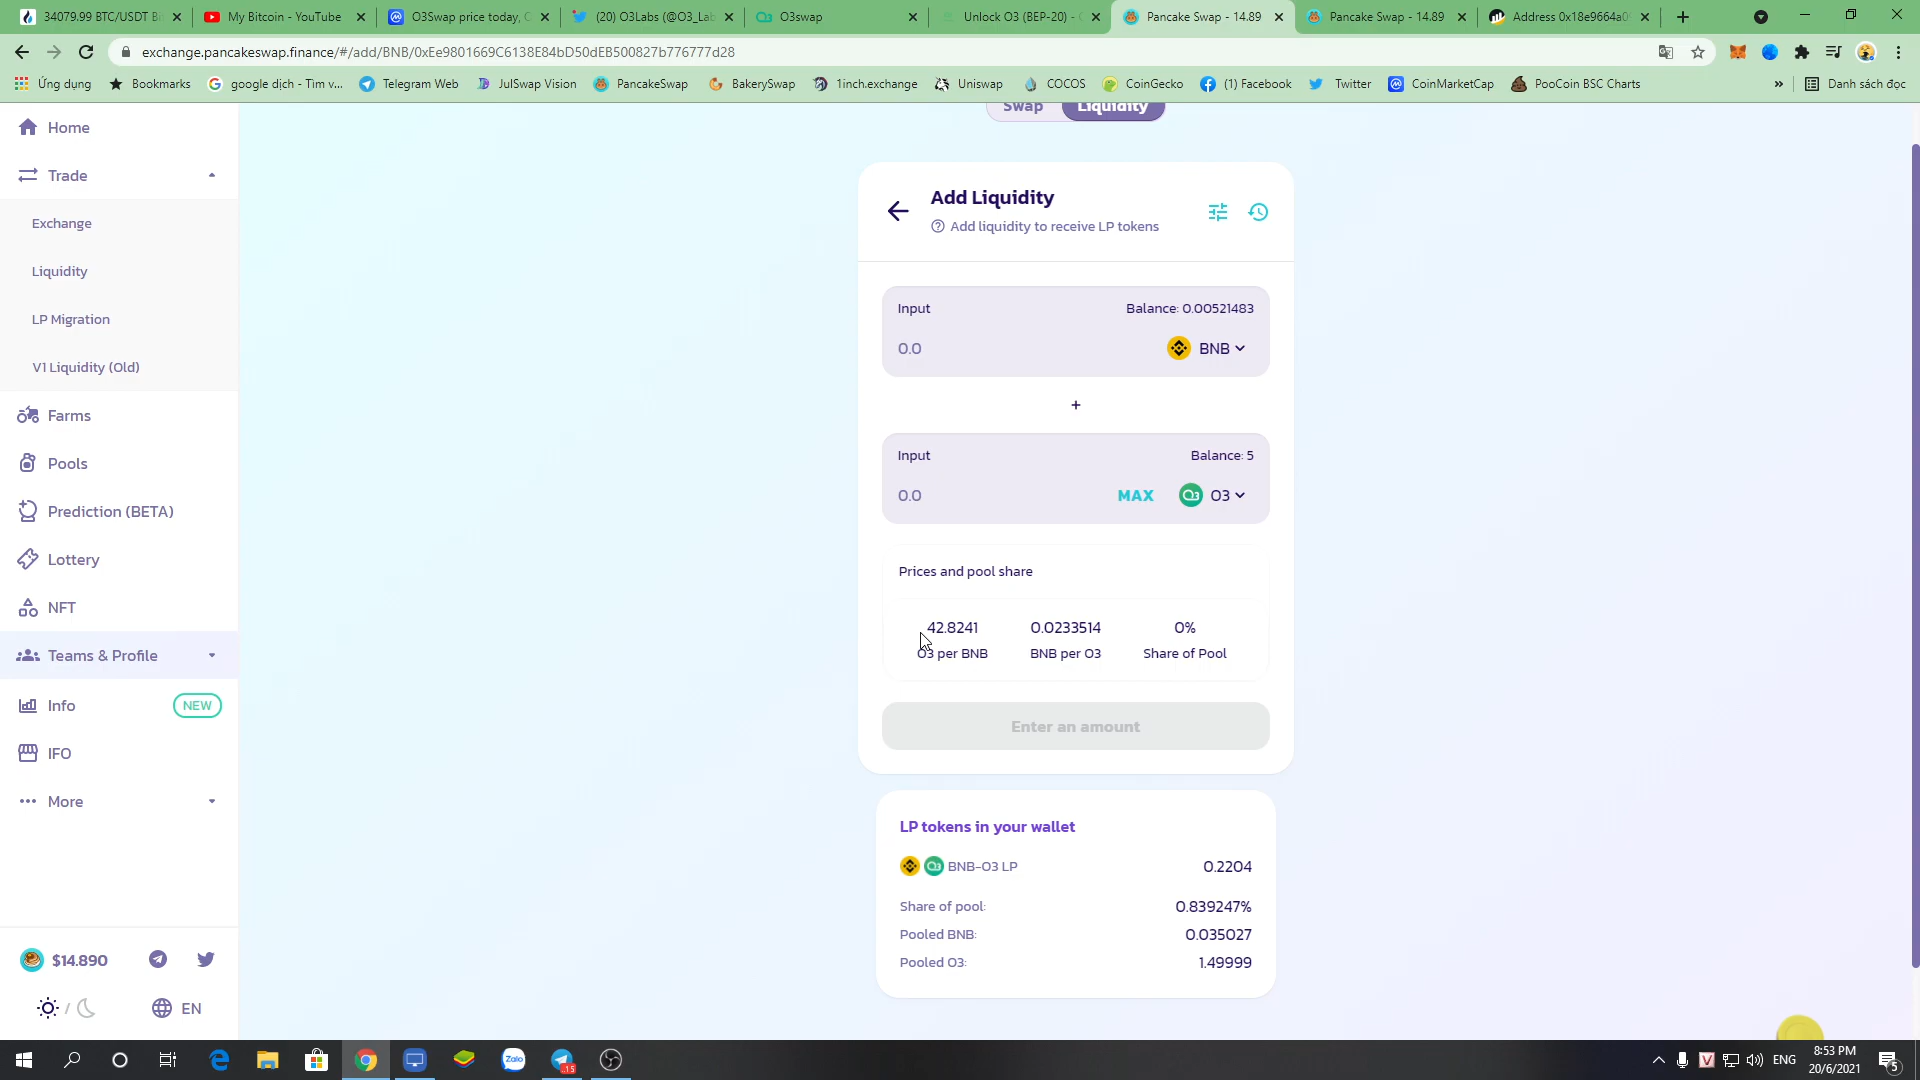 34079.99 BTC/USDT Bi
My Bitcoin - YouTube
O3Swap price today, C
(20) O3Labs (@O3_Lab
O3swap
Unlock O3 (BEP-20) - C
Pancake Swap - 14.89
Pancake Swap - 14.89
Address 0x18e9664a0
exchange.pancakeswap.finance/#/add/BNB/0xEe9801669C6138E84bD50dEB500827b776777d28
Ứng dụng
Bookmarks
google dịch - Tìm v...
Telegram Web
JulSwap Vision
PancakeSwap
BakerySwap
1inch.exchange
Uniswap
COCOS
CoinGecko
(1) Facebook
Twitter
CoinMarketCap
PooCoin BSC Charts
»
Danh sách đọc
Home
Trade
Exchange
Liquidity
LP Migration
V1 Liquidity (Old)
Farms
Pools
Prediction (BETA)
Lottery
NFT
Teams & Profile
Info
NEW
IFO
More
$14.890
/
EN
Swap
Liquidity
Add Liquidity
Add liquidity to receive LP tokens
Input
Balance: 0.00521483
0.0
BNB
+
Input
Balance: 5
0.0
MAX
O3
Prices and pool share
42.8241
0.0233514
0%
O3 per BNB
BNB per O3
Share of Pool
Enter an amount
LP tokens in your wallet
BNB-O3 LP
0.2204
Share of pool:
0.839247%
Pooled BNB:
0.035027
Pooled O3:
1.49999
Zalo
15
V
ENG
8:53 PM
20/6/2021
5